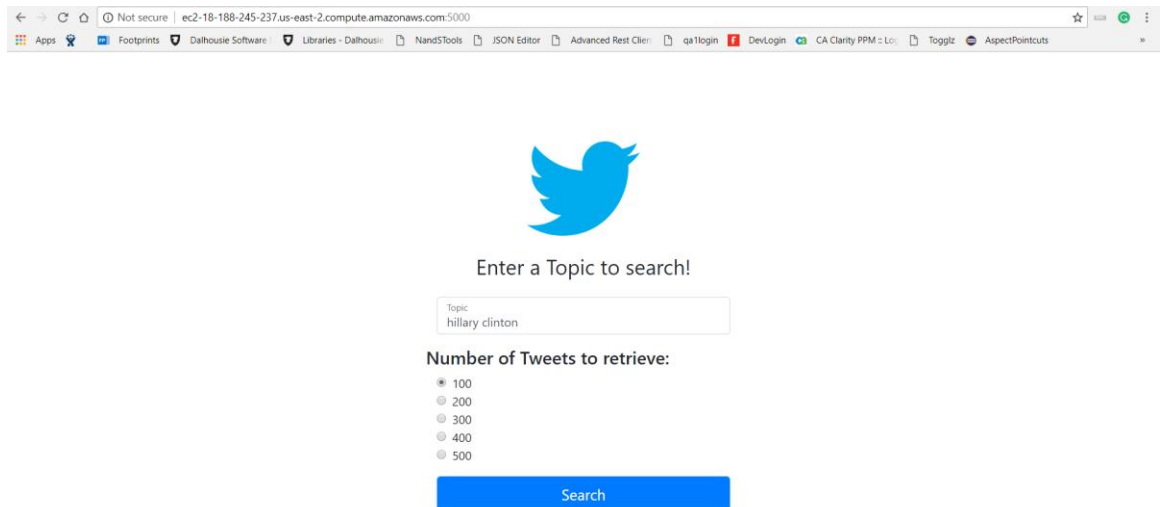 Not secure | ec2-18-188-245-237.us-east-2.compute.amazonaws.com:5000
Apps Footprints Dalhousie Software Libraries - Dalhousie NandSTools JSON Editor Advanced Rest Clien qa1login DevLogin CA Clarity PPM :: Log Togglz AspectPointcuts »
Enter a Topic to search!
Topic
hillary clinton
Number of Tweets to retrieve:
100
200
300
400
500
Search